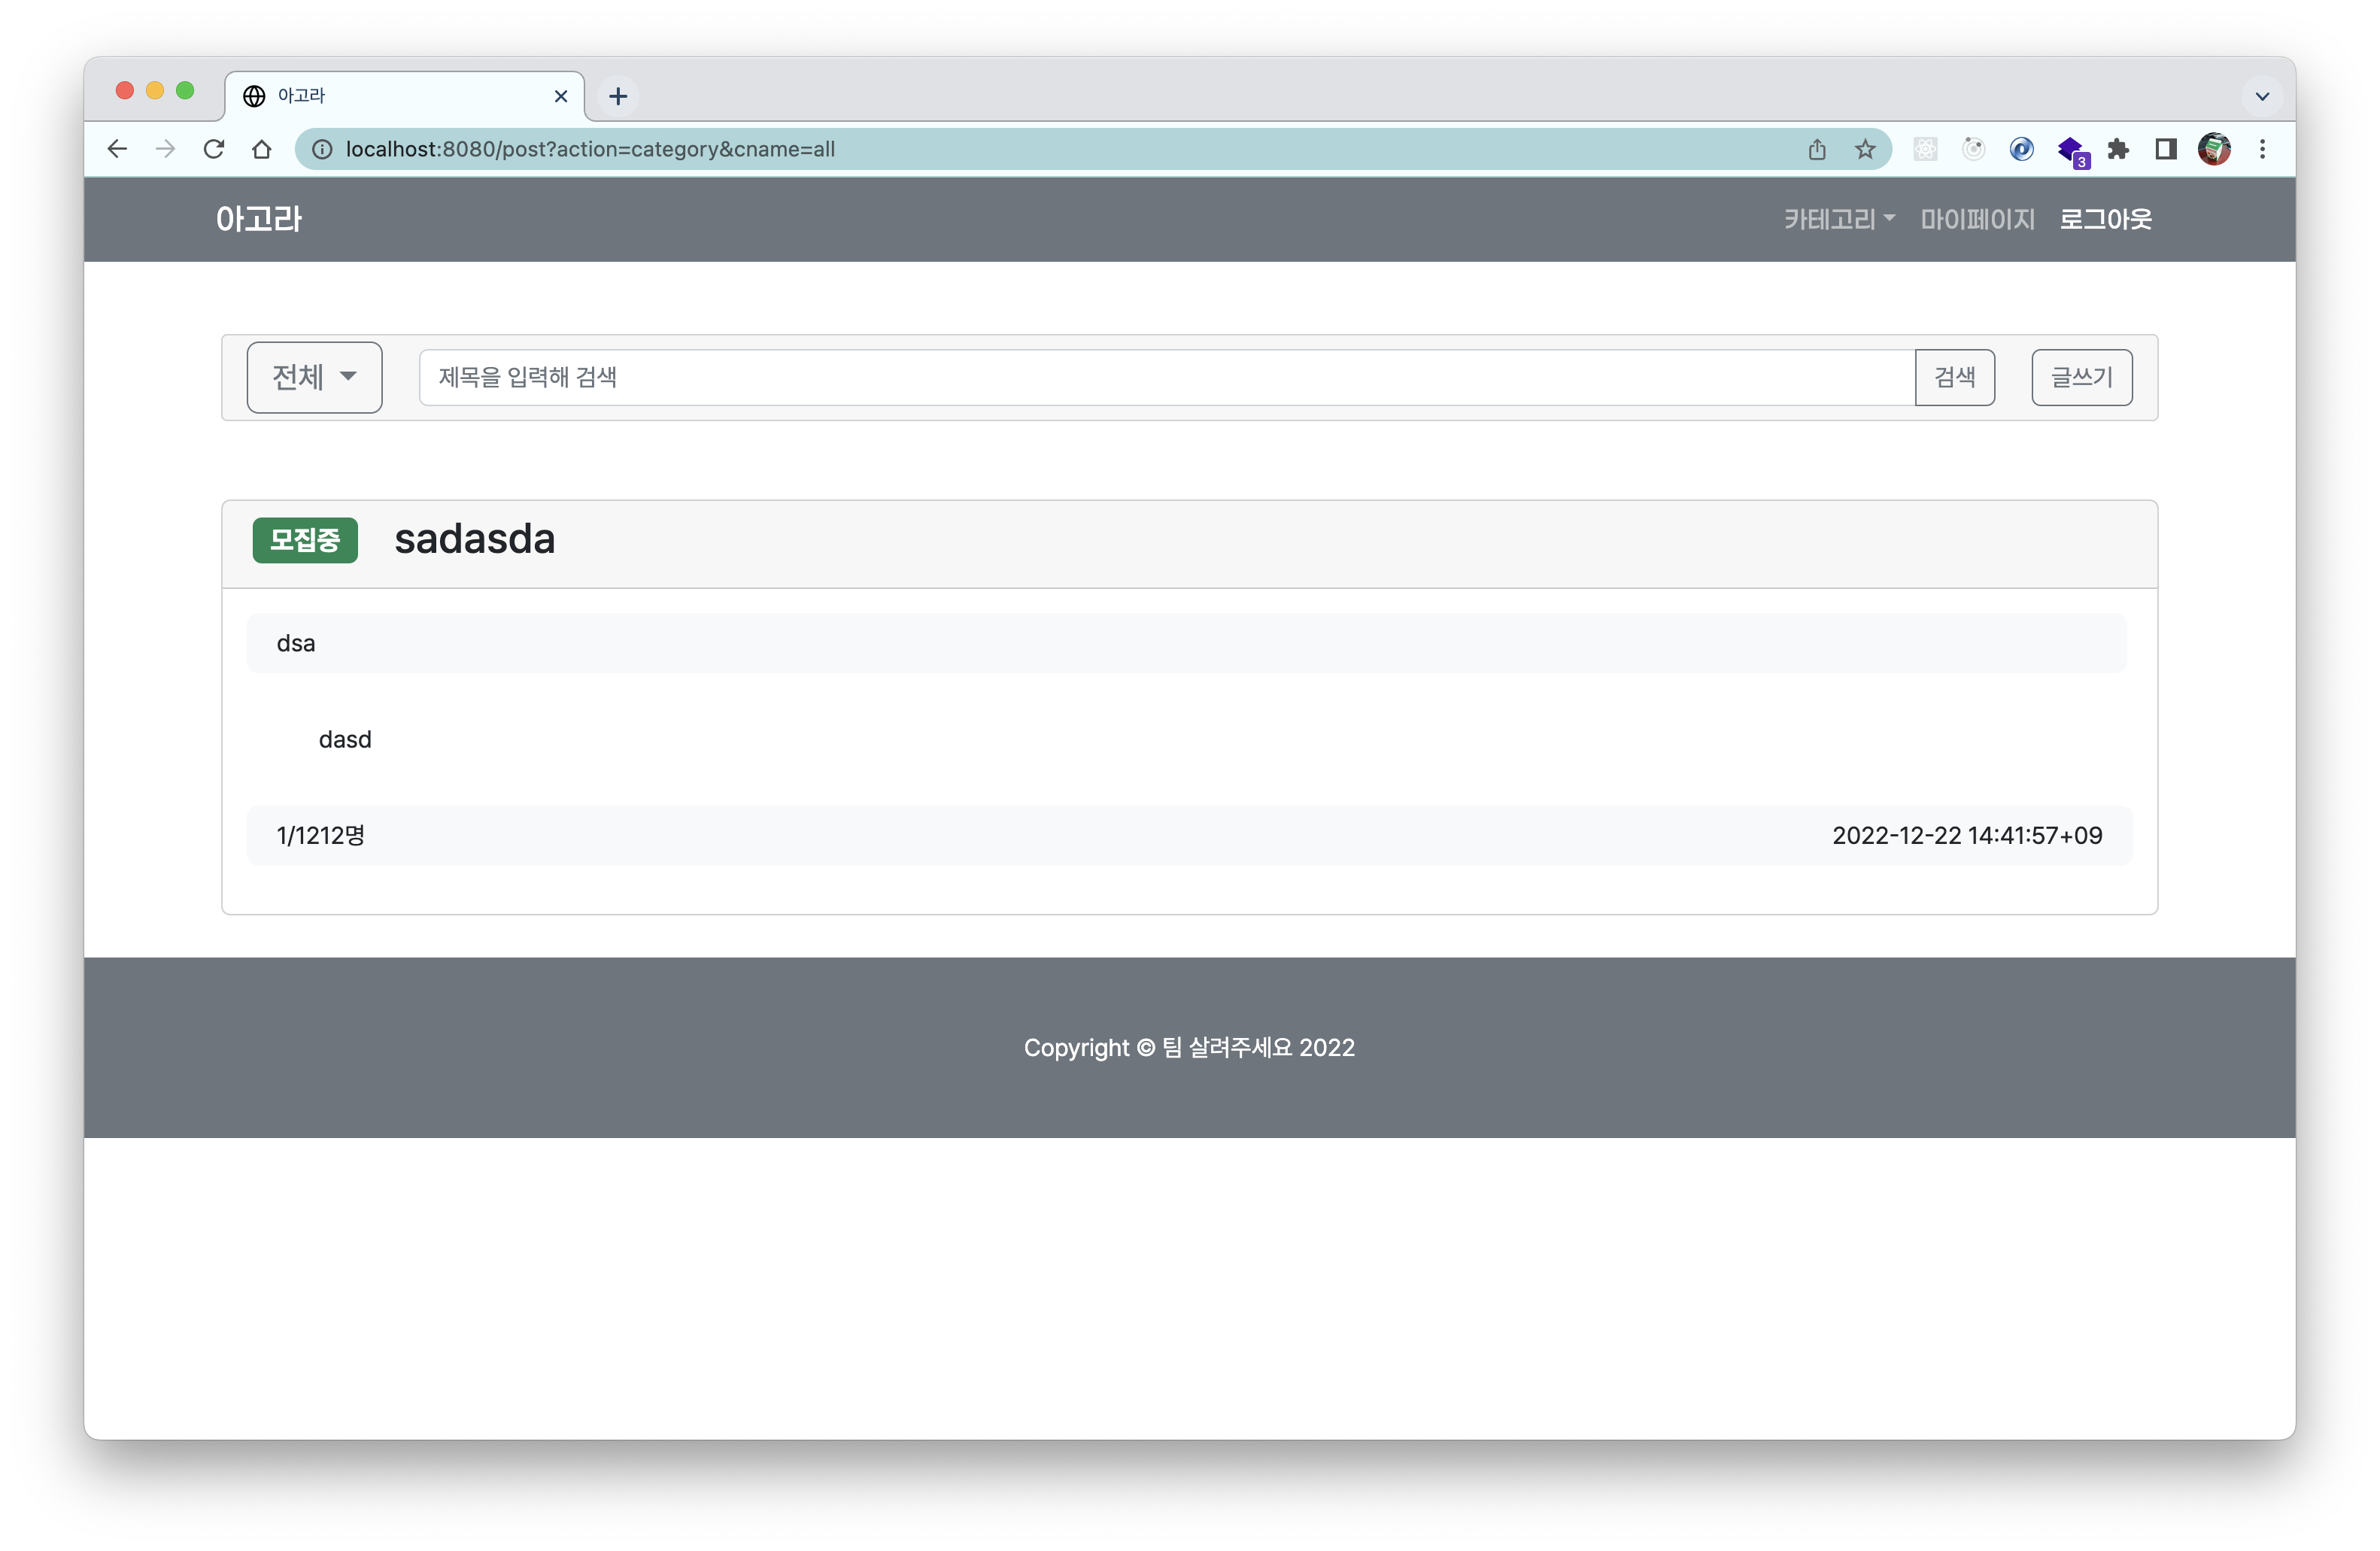 아고라
localhost:8080/post?action=category&cname=all
3
아고라 카테고리 마이페이지 로그아웃
전체 제목을 입력해 검색 검색 글쓰기
모집중 sadasda
dsa
dasd
1/1212명 2022-12-22 14:41:57+09
Copyright © 팀 살려주세요 2022